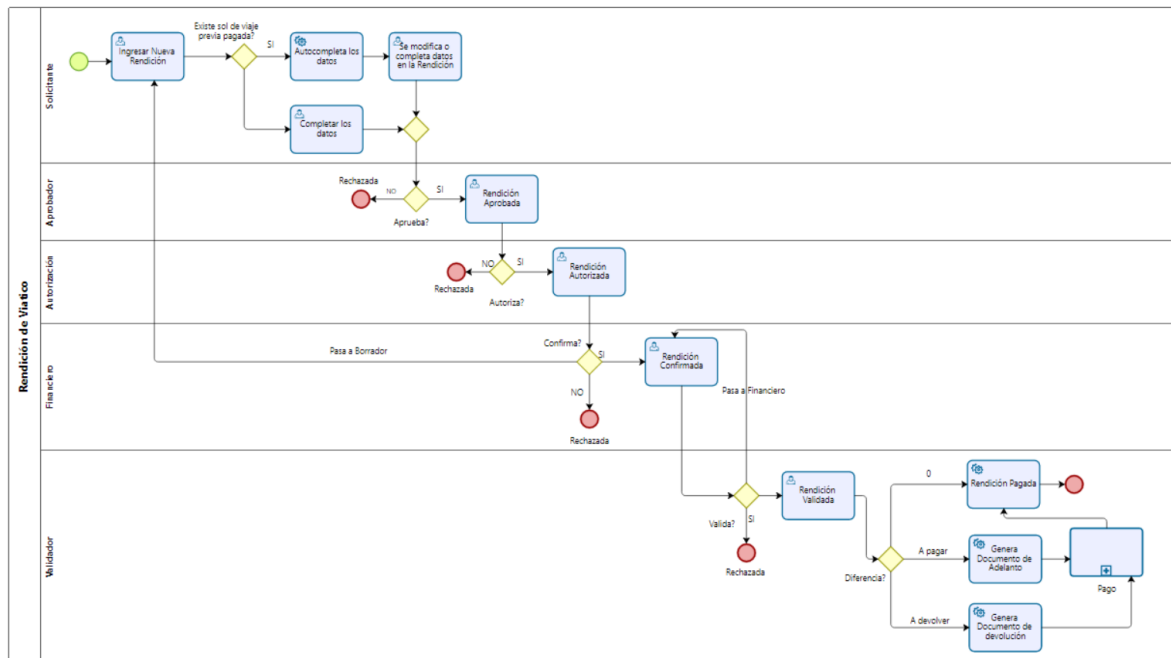 Rendición de Viatico
Solicitante
Existe sol de viaje
previa pagada?
SI
Ingresar Nueva
Rendición
Autocompleta los
datos
Se modifica o
completa datos
en la Rendición
Completar los
datos
Aprobador
Rechazada
NO
SI
Aprueba?
Rendición
Aprobada
Autorización
NO
SI
Rechazada
Autoriza?
Rendición
Autorizada
Financiero
Pasa a Borrador
Confirma?
SI
NO
Rechazada
Rendición
Confirmada
Pasa a Financiero
Validador
Valida?
SI
Rechazada
Rendición
Validada
Diferencia?
0
Rendición Pagada
A pagar
Genera
Documento de
Adelanto
Pago
A devolver
Genera
Documento de
devolución